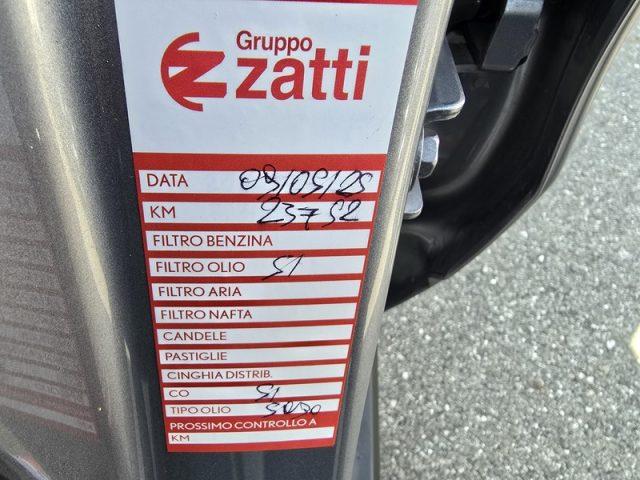 Gruppo
zatti
DATA 09/05/25
KM 23752
FILTRO BENZINA
FILTRO OLIO SI
FILTRO ARIA
FILTRO NAFTA
CANDELE
PASTIGLIE
CINGHIA DISTRIB.
CO SI
TIPO OLIO
PROSSIMO CONTROLLO A
KM